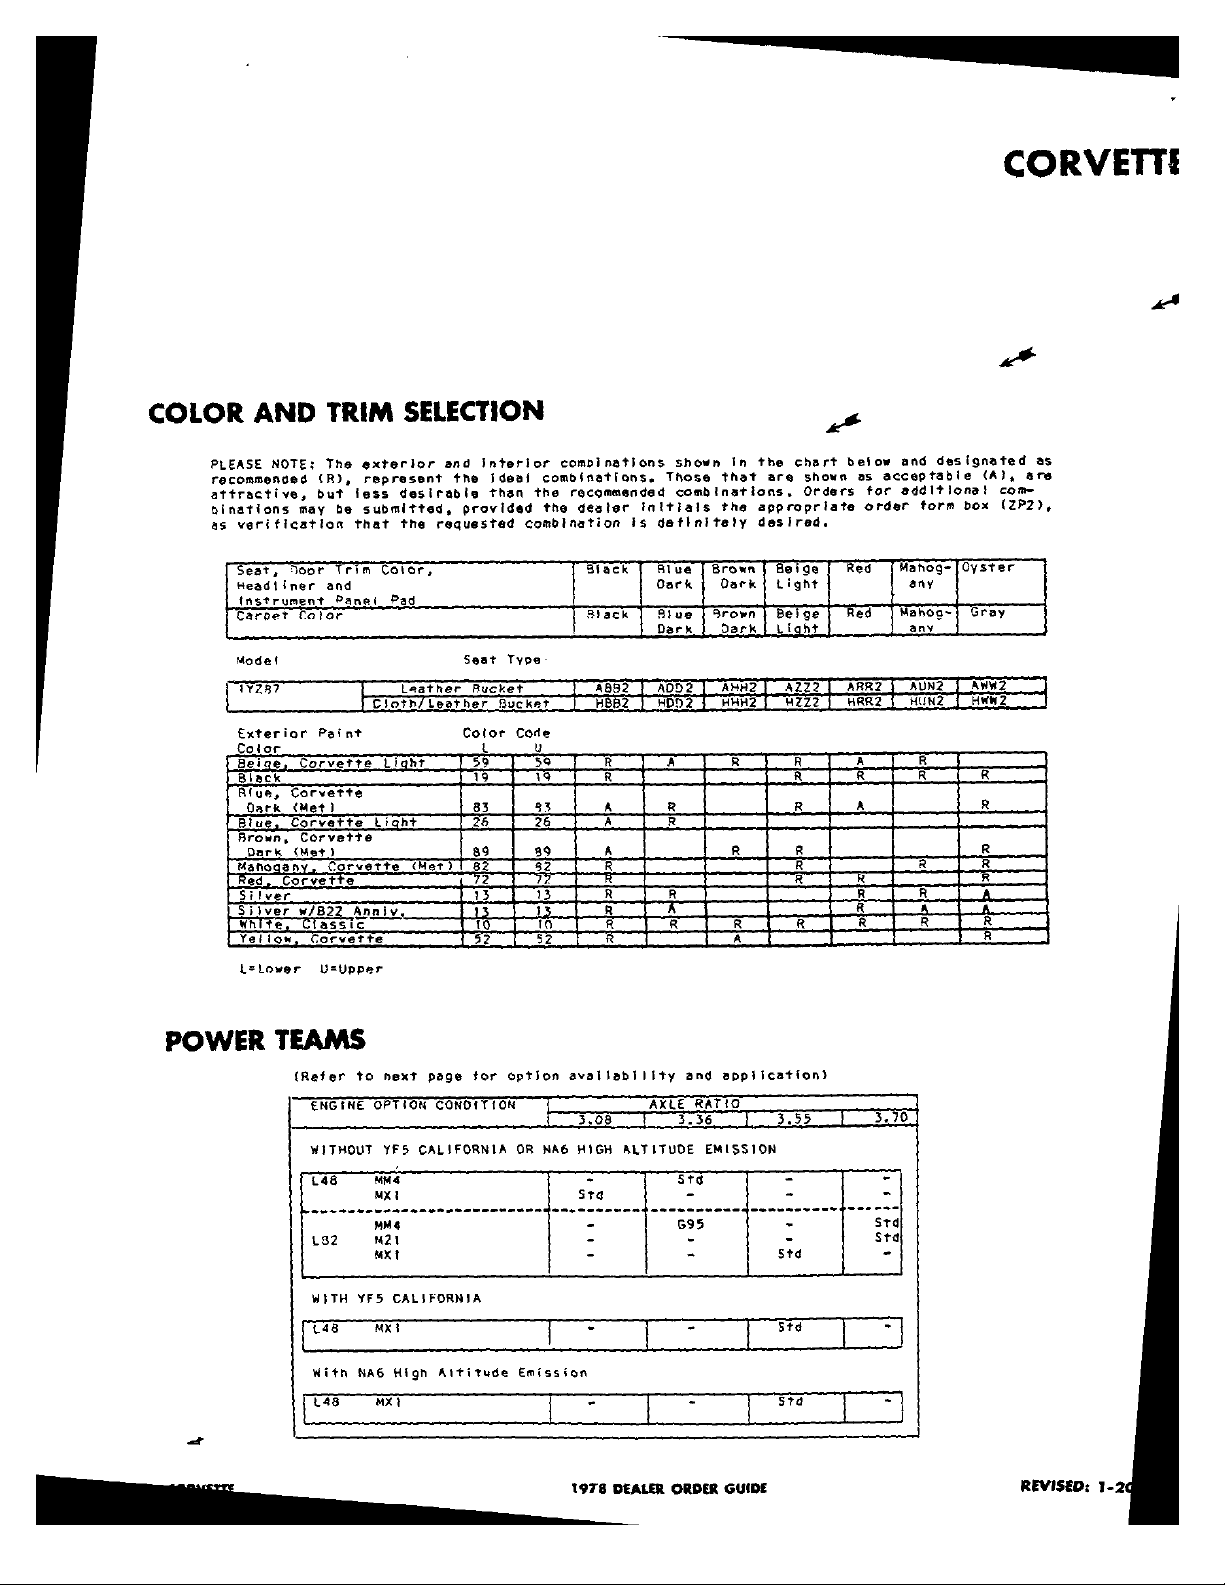 CORVETTE
COLOR AND TRIM SELECTION
PLEASE NOTE: The exterior and interior combinations shown in the chart below and designated as
recommended (R), represent the ideal combinations. Those that are shown as acceptable (A), are
attractive, but less desirable than the recommended combinations. Orders for additional com-
binations may be submitted, provided the dealer initials the appropriate order form box (ZP2),
as verification that the requested combination is definitely desired.
Seat, Door Trim Color, Black Blue Brown Beige Red Mahog- Oyster
Headliner and Dark Dark Light any
Instrument Panel Pad
Carpet Color Black Blue Brown Beige Red Mahog- Gray
Dark Dark Light any
Model Seat Type
1YZ87 Leather Bucket ABB2 ADD2 AHH2 AZZ2 ARR2 AUN2 AWW2
Cloth/Leather Bucket HBB2 HDD2 HHH2 HZZ2 HRR2 HUN2 HWW2
Exterior Paint Color Code
Color L U
Beige, Corvette Light 59 59 R A R R A R
Black 19 19 R R R R R
Blue, Corvette
Dark (Met) 83 83 A R R A R
Blue, Corvette Light 26 26 A R
Brown, Corvette
Dark (Met) 89 89 A R R R
Mahogany, Corvette (Met) 82 82 R R R R
Red, Corvette 72 72 R R R R
Silver 13 13 R R R R A
Silver w/B22 Anniv. 13 13 R A R A A
White, Classic 10 10 R R R R R R R
Yellow, Corvette 52 52 R A R
L=Lower U=Upper
POWER TEAMS
(Refer to next page for option availability and application)
ENGINE OPTION CONDITION AXLE RATIO
3.08 3.36 3.55 3.70
WITHOUT YF5 CALIFORNIA OR NA6 HIGH ALTITUDE EMISSION
L48 MM4 - Std - -
MX1 Std - - -
MM4 - G95 - Std
L82 M21 - - - Std
MX1 - - Std -
WITH YF5 CALIFORNIA
L48 MX1 - - Std -
With NA6 High Altitude Emission
L48 MX1 - - Std -
1978 DEALER ORDER GUIDE
REVISED: 1-20